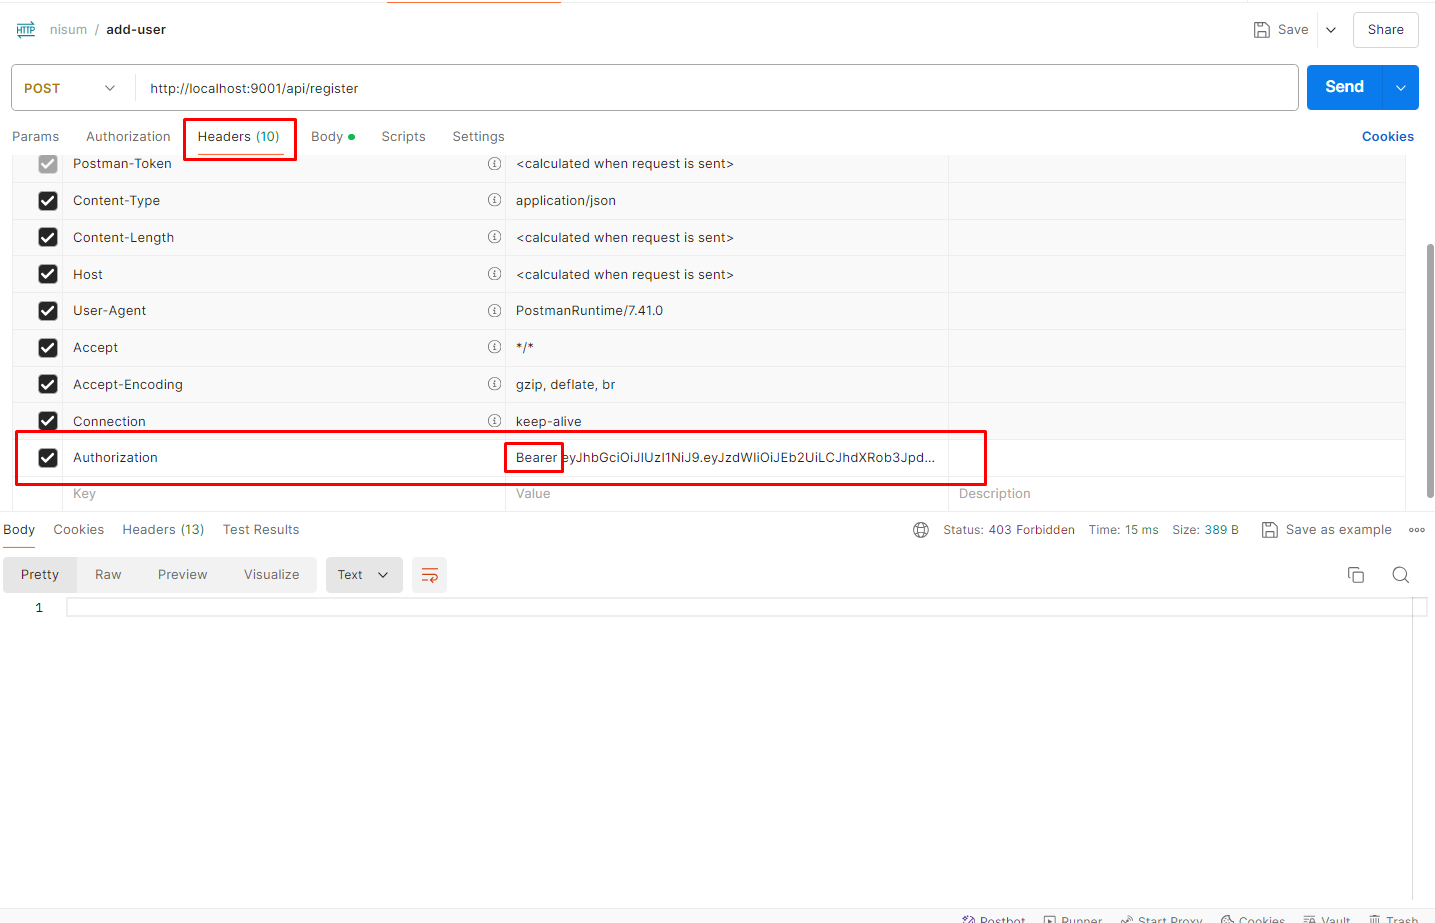 HTTP nisum / add-user Save Share
POST http://localhost:9001/api/register Send
Params Authorization Headers (10) Body Scripts Settings Cookies
Postman-Token <calculated when request is sent>
Content-Type application/json
Content-Length <calculated when request is sent>
Host <calculated when request is sent>
User-Agent PostmanRuntime/7.41.0
Accept */*
Accept-Encoding gzip, deflate, br
Connection keep-alive
Authorization Bearer eyJhbGciOiJIUzI1NiJ9.eyJzdWIiOiJEb2UiLCJhdXRob3Jpd...
Key Value Description
Body Cookies Headers (13) Test Results Status: 403 Forbidden Time: 15 ms Size: 389 B Save as example
Pretty Raw Preview Visualize Text
1
Postbot Runner Start Proxy Cookies Vault Trash